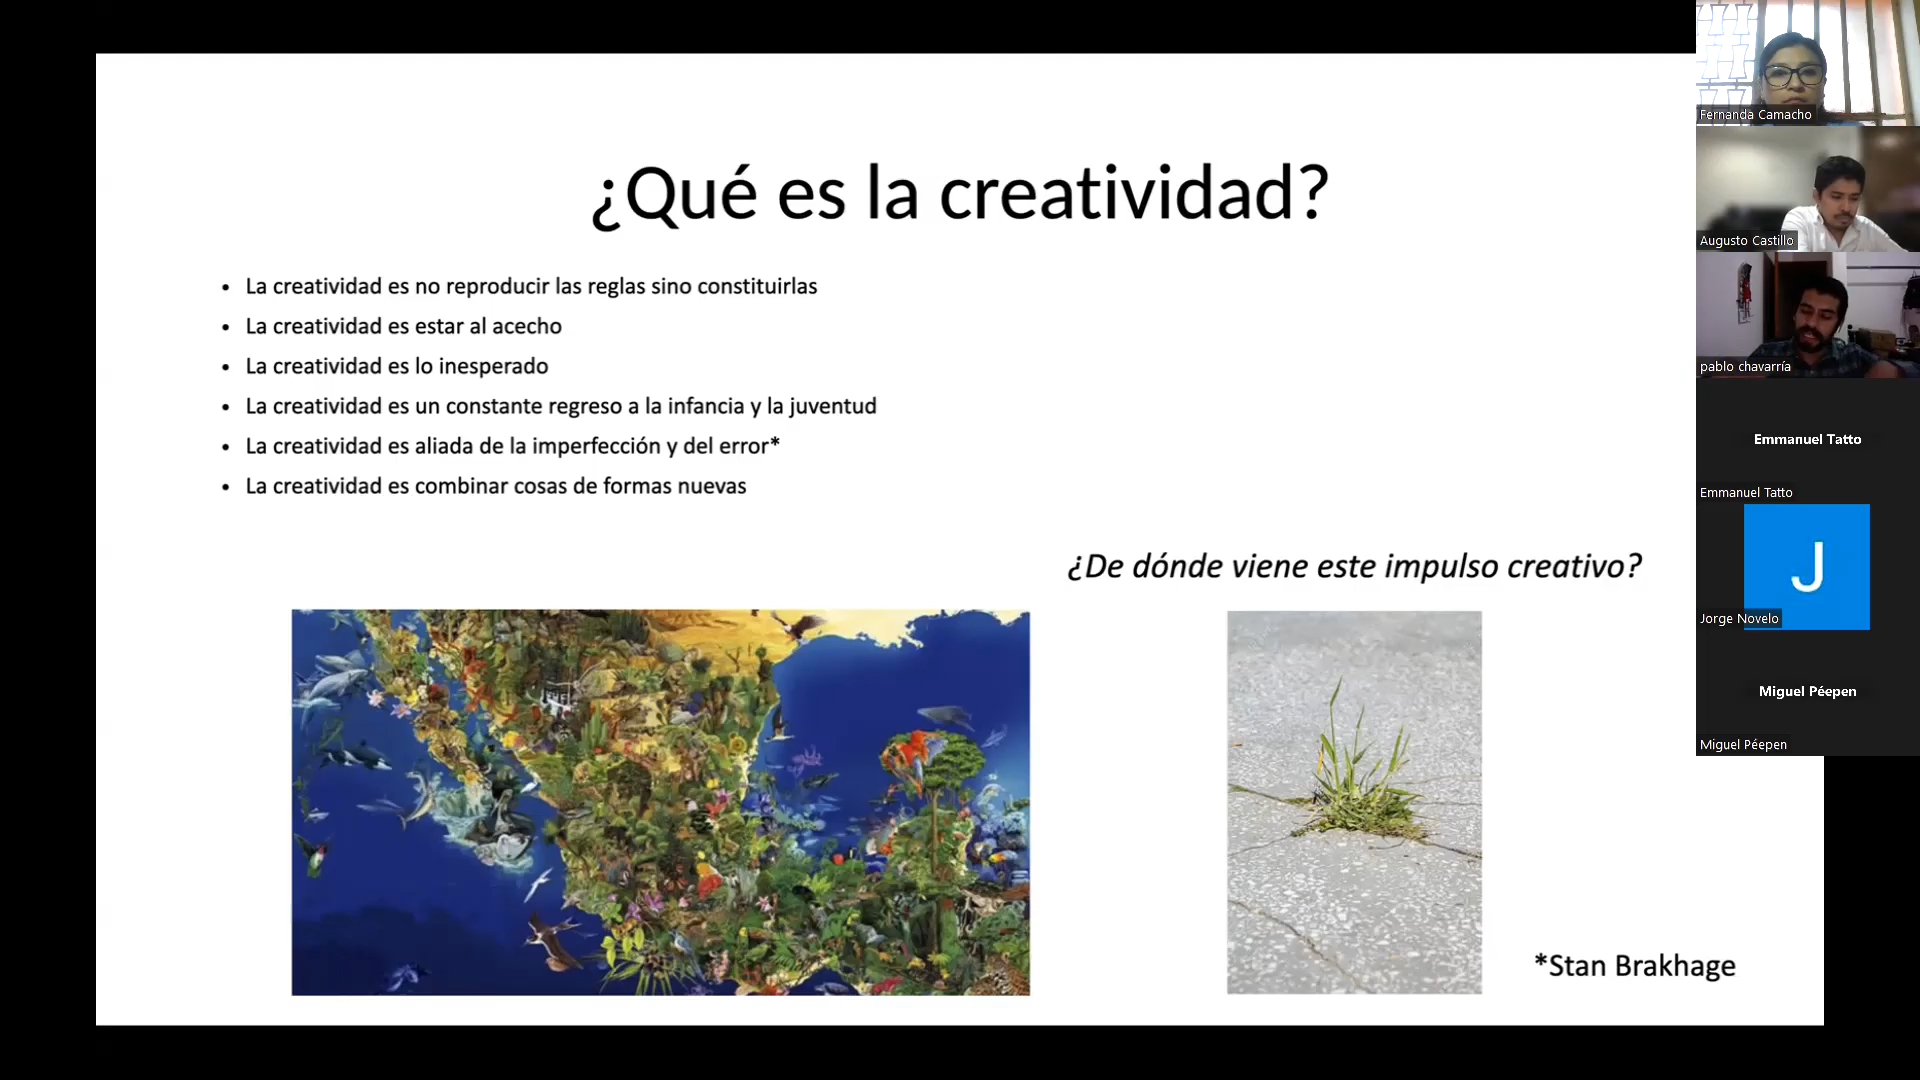 ¿Qué es la creatividad?
• La creatividad es no reproducir las reglas sino constituirlas
• La creatividad es estar al acecho
• La creatividad es lo inesperado
• La creatividad es un constante regreso a la infancia y la juventud
• La creatividad es aliada de la imperfección y del error*
• La creatividad es combinar cosas de formas nuevas
¿De dónde viene este impulso creativo?
*Stan Brakhage
Fernanda Camacho
Augusto Castillo
pablo chavarría
Emmanuel Tatto
Emmanuel Tatto
J
Jorge Novelo
Miguel Péepen
Miguel Péepen